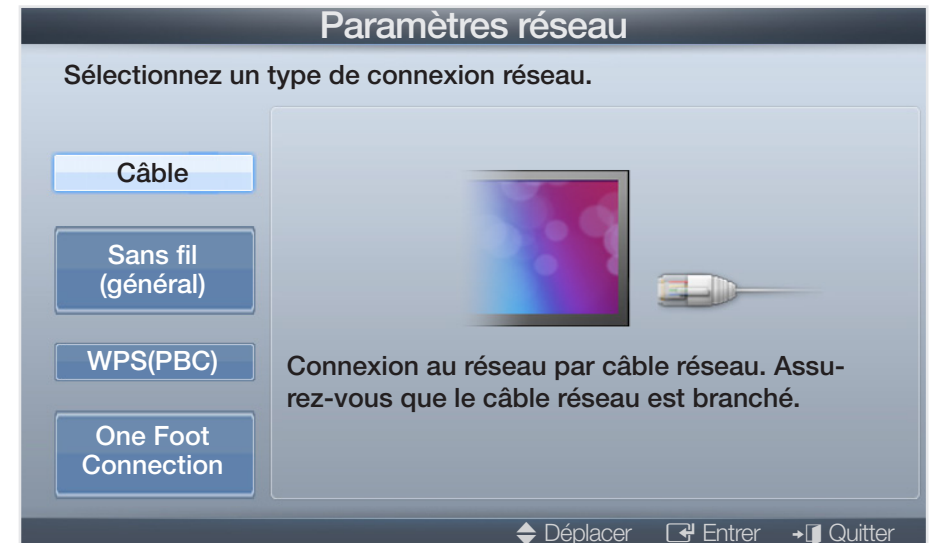 Paramètres réseau
Sélectionnez un type de connexion réseau.
Câble
Sans fil
(général)
WPS(PBC)
One Foot
Connection
Connexion au réseau par câble réseau. Assu-
rez-vous que le câble réseau est branché.
Déplacer Entrer Quitter